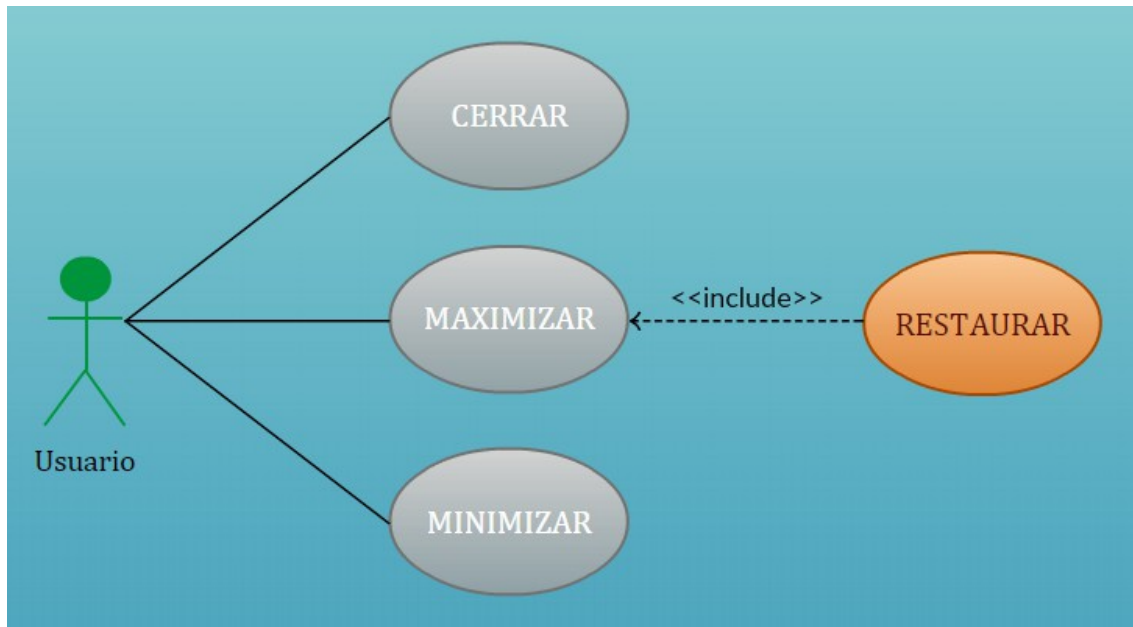 CERRAR
MAXIMIZAR
<<include>>
RESTAURAR
Usuario
MINIMIZAR